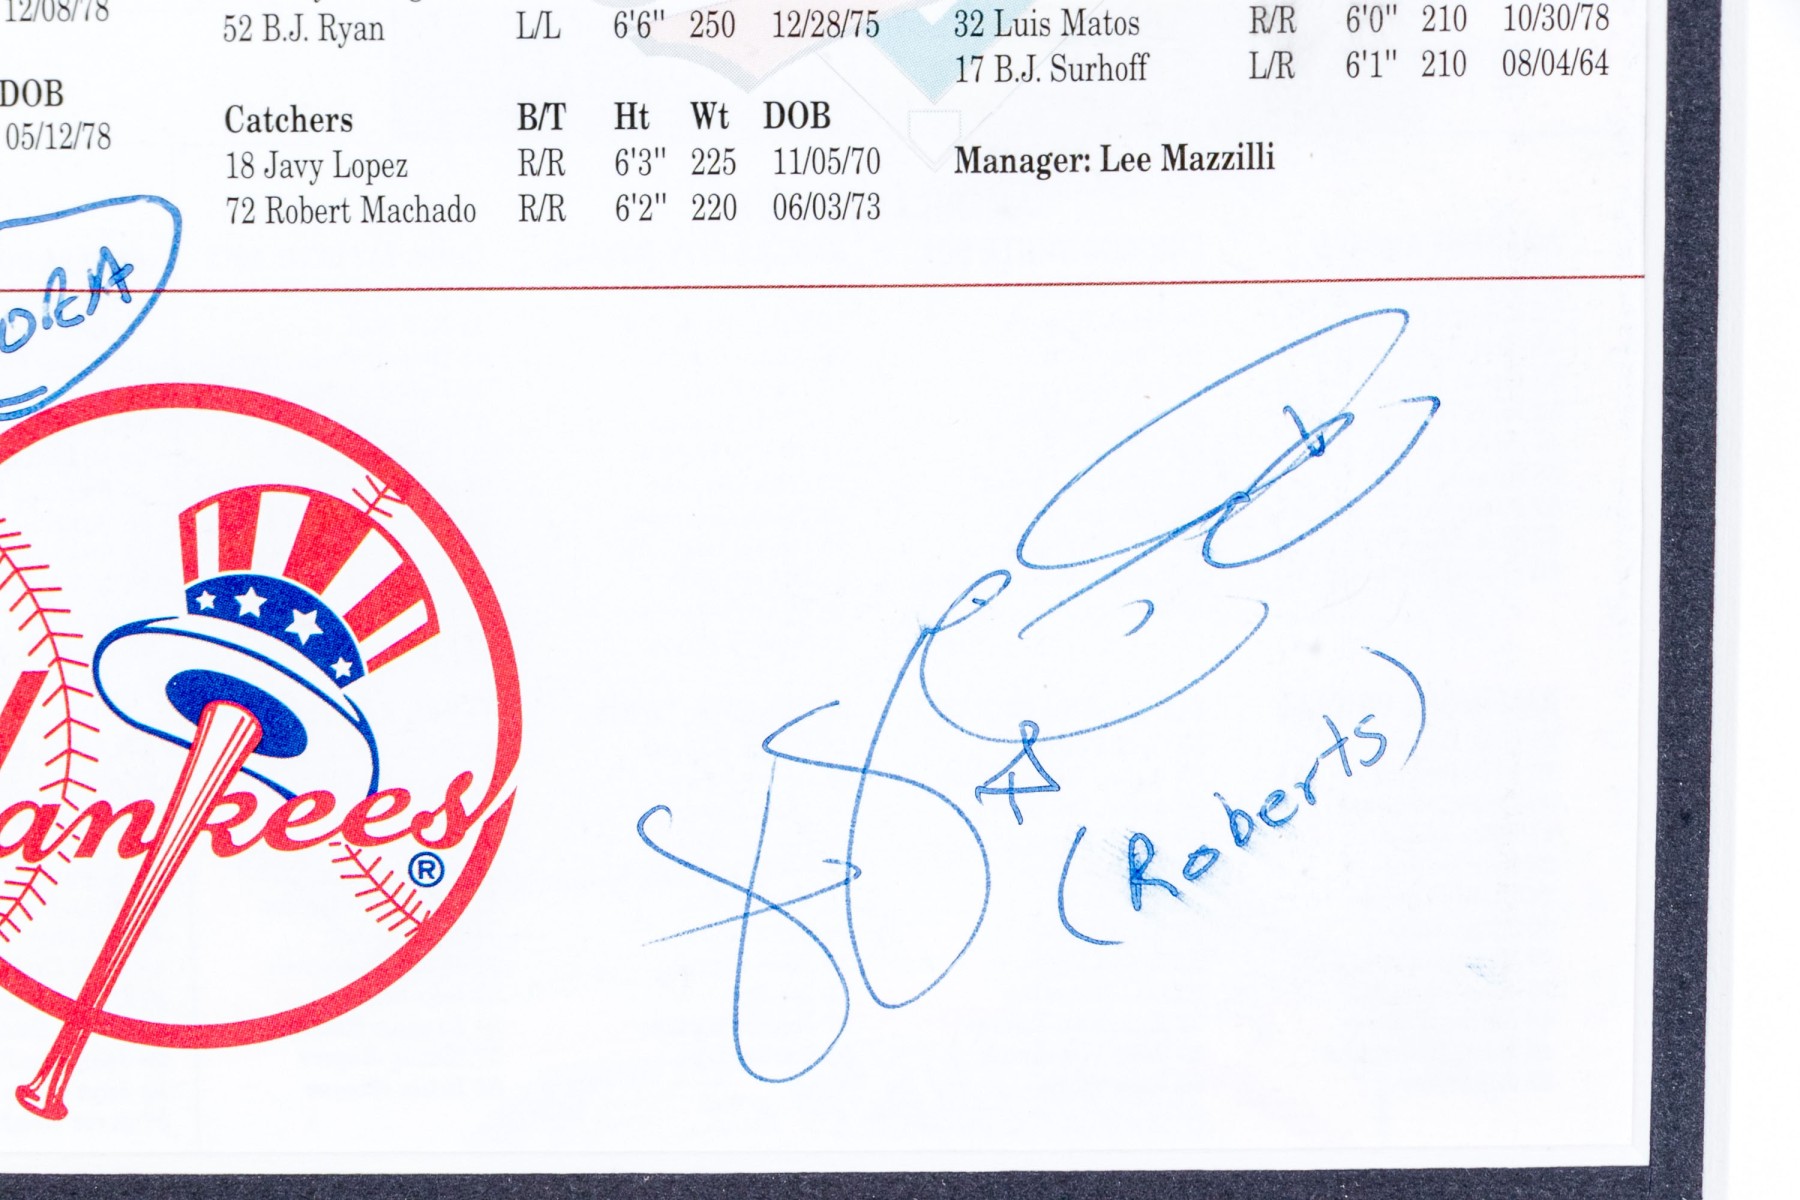 12/08/78
52 B.J. Ryan L/L 6'6" 250 12/28/75
32 Luis Matos R/R 6'0" 210 10/30/78
17 B.J. Surhoff L/R 6'1" 210 08/04/64
DOB
05/12/78
Catchers B/T Ht Wt DOB
18 Javy Lopez R/R 6'3" 225 11/05/70
72 Robert Machado R/R 6'2" 220 06/03/73
Manager: Lee Mazzilli
ankees
®
(Roberts)